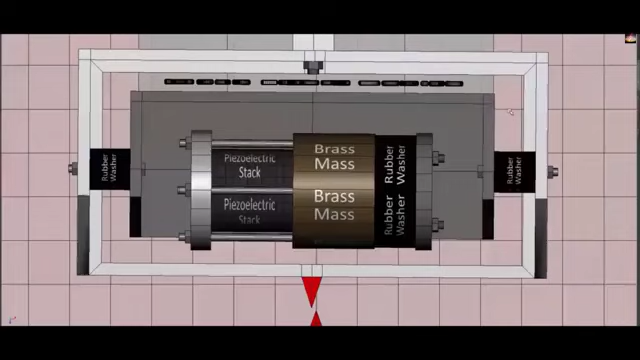 Piezoelectric
Stack
Piezoelectric
Stack
Brass
Mass
Brass
Mass
Rubber Washer
Rubber Washer
Rubber
Washer
Rubber
Washer